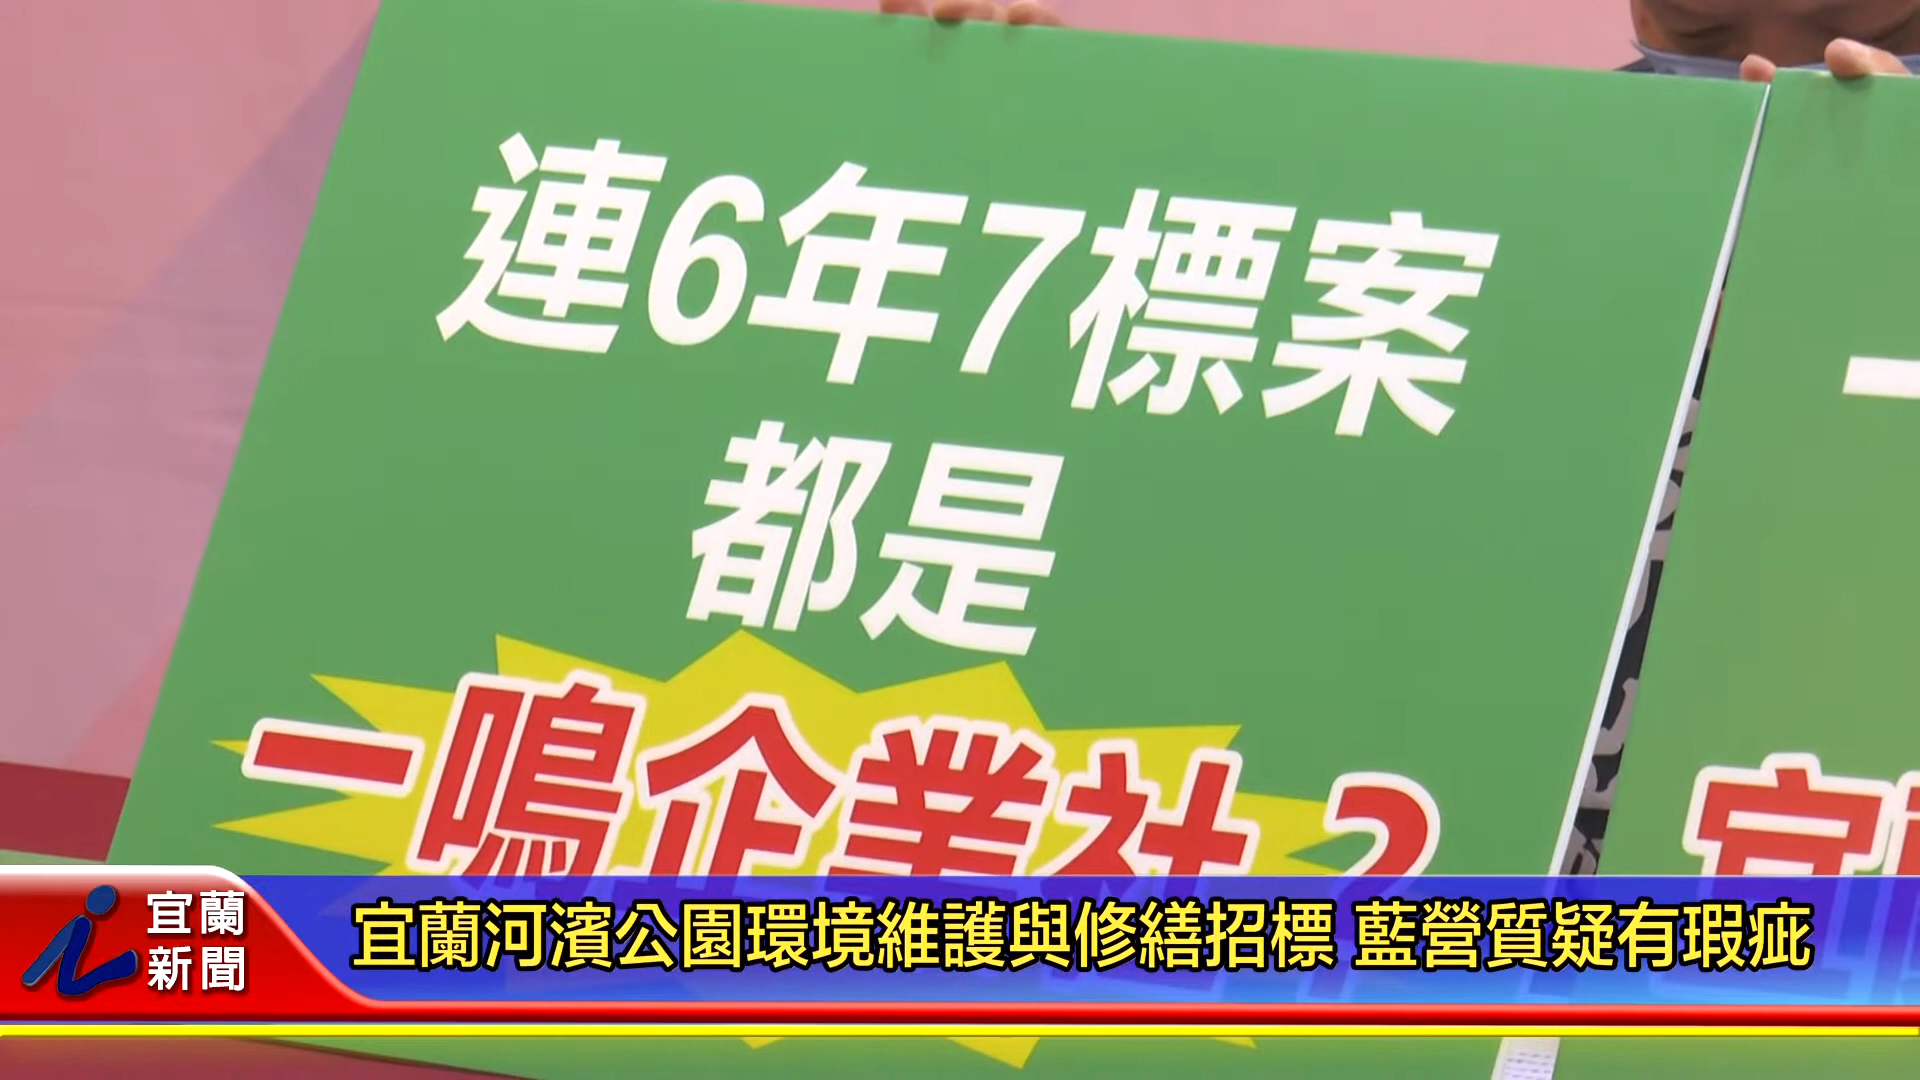 連6年7標案
都是
一鳴企業社?
一
宜
宜蘭
新聞
宜蘭河濱公園環境維護與修繕招標 藍營質疑有瑕疵